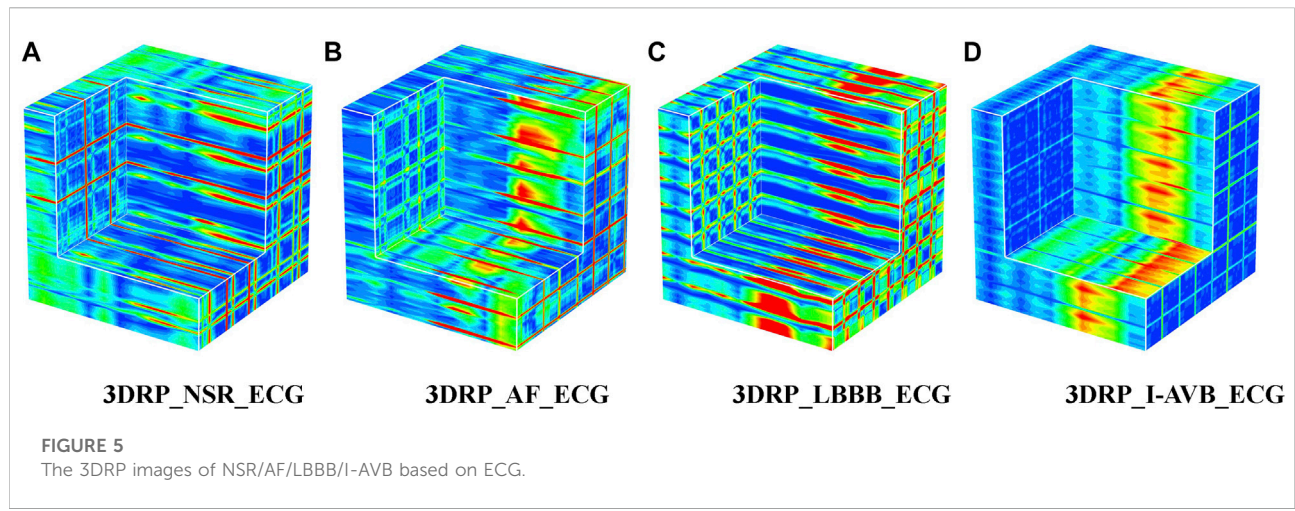 A B C D
3DRP_NSR_ECG 3DRP_AF_ECG 3DRP_LBBB_ECG 3DRP_I-AVB_ECG
FIGURE 5
The 3DRP images of NSR/AF/LBBB/I-AVB based on ECG.